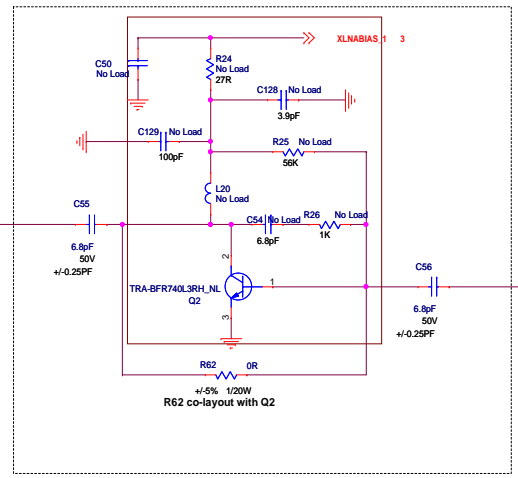 XLNABIAS_1 3
C50
No Load
R24
No Load
27R
C128 No Load
3.9pF
C129 No Load
100pF
R25 No Load
56K
L20
No Load
C55
6.8pF
50V
+/-0.25PF
C54 No Load
6.8pF
R26 No Load
1K
2
TRA-BFR740L3RH_NL
Q2
1
3
C56
6.8pF
50V
+/-0.25PF
R62 0R
+/-5% 1/20W
R62 co-layout with Q2